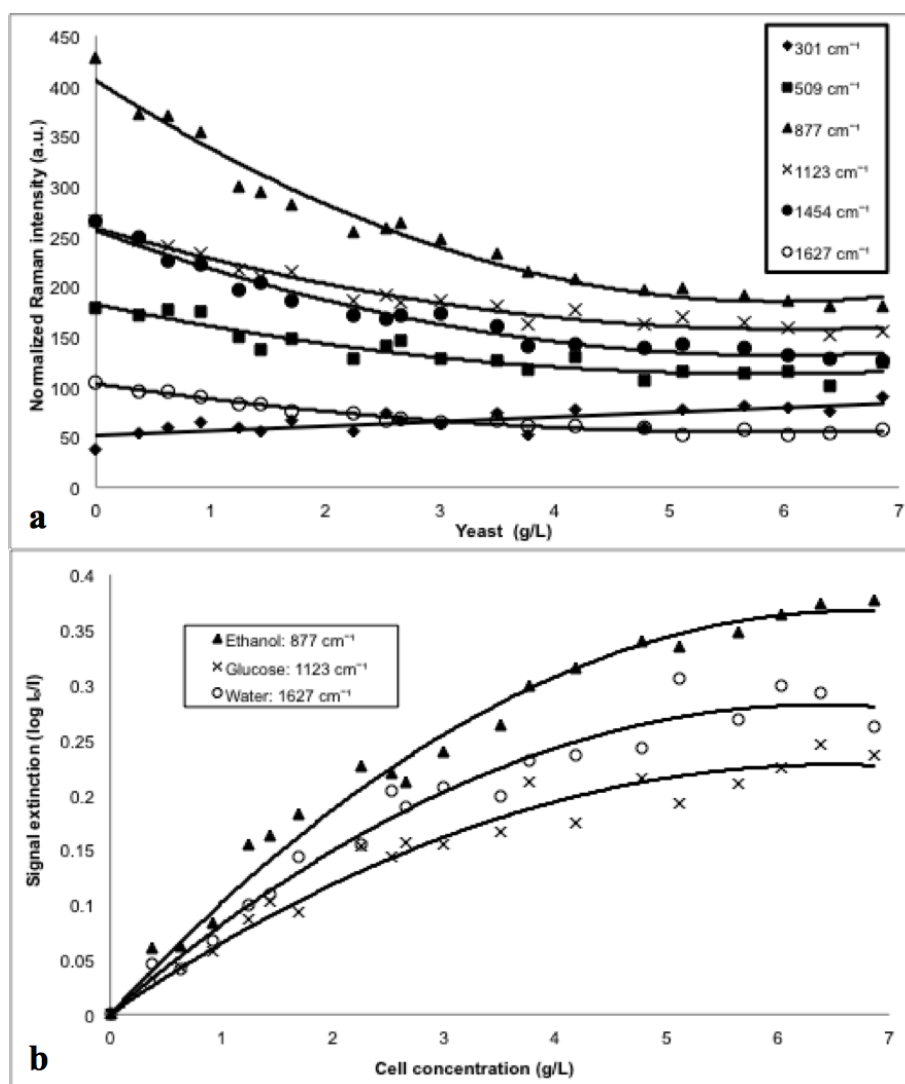 450
400
350
300
250
200
150
100
50
0
Normalized Raman intensity (a.u.)
301 cm⁻¹
509 cm⁻¹
877 cm⁻¹
1123 cm⁻¹
1454 cm⁻¹
1627 cm⁻¹
0 1 2 3 4 5 6 7
Yeast (g/L)
a
0.4
0.35
0.3
0.25
0.2
0.15
0.1
0.05
0
Signal extinction (log I₀/I)
Ethanol: 877 cm⁻¹
Glucose: 1123 cm⁻¹
Water: 1627 cm⁻¹
0 1 2 3 4 5 6 7
Cell concentration (g/L)
b